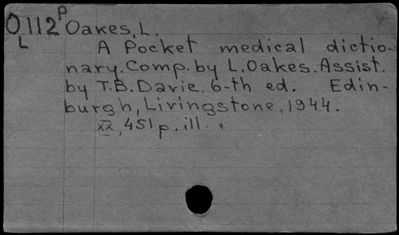 O112 P Oakes, L.
L
A Pocket medical dictio-
nary. Comp. by L. Oakes. Assist.
by T.B. Davie. 6-th ed. Edin-
burgh, Livingstone, 1944.
xx, 451 p. ill.